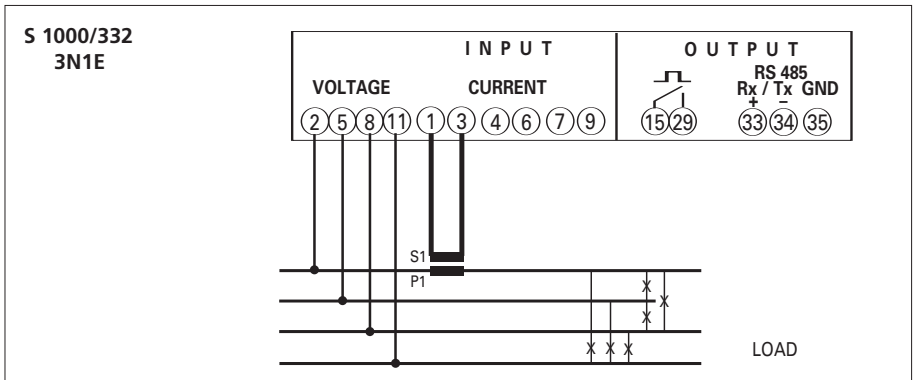 S 1000/332
3N1E
INPUT
OUTPUT
VOLTAGE
CURRENT
RS 485
Rx / Tx GND
+ −
2 5 8 11 1 3 4 6 7 9
15 29
33 34 35
S1
P1
X
X
X
X X X
LOAD